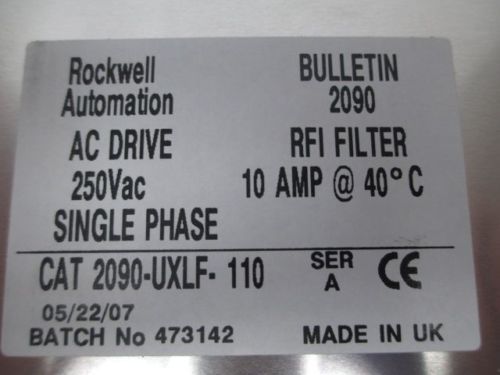 Rockwell BULLETIN
Automation 2090
AC DRIVE RFI FILTER
250Vac 10 AMP @ 40°C
SINGLE PHASE
CAT 2090-UXLF- 110 SER A CE
05/22/07
BATCH No 473142 MADE IN UK